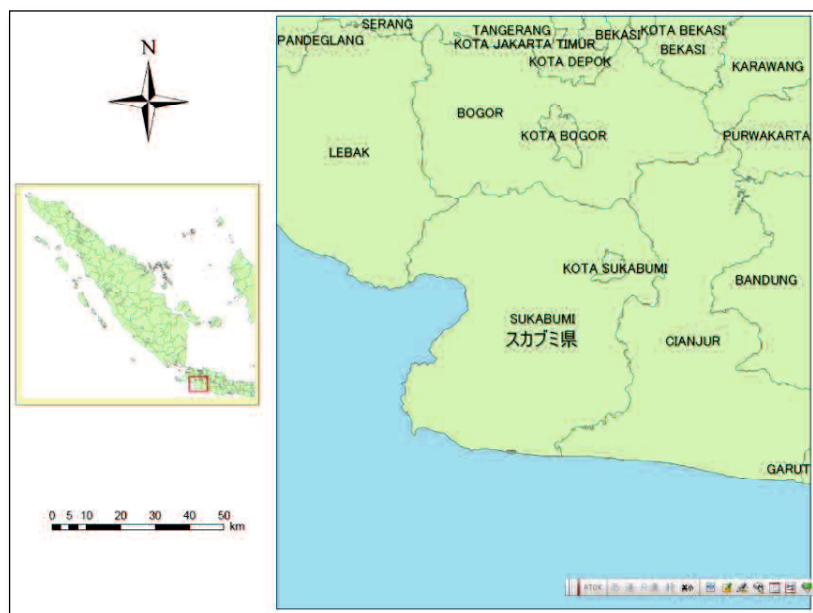 N
SERANG
PANDEGLANG
TANGERANG
KOTA JAKARTA TIMUR
BEKASI
KOTA BEKASI
BEKASI
KOTA DEPOK
KARAWANG
BOGOR
KOTA BOGOR
PURWAKARTA
LEBAK
KOTA SUKABUMI
BANDUNG
SUKABUMI
スカブミ県
CIANJUR
GARUT
0 5 10 20 30 40 50
km
ATOK